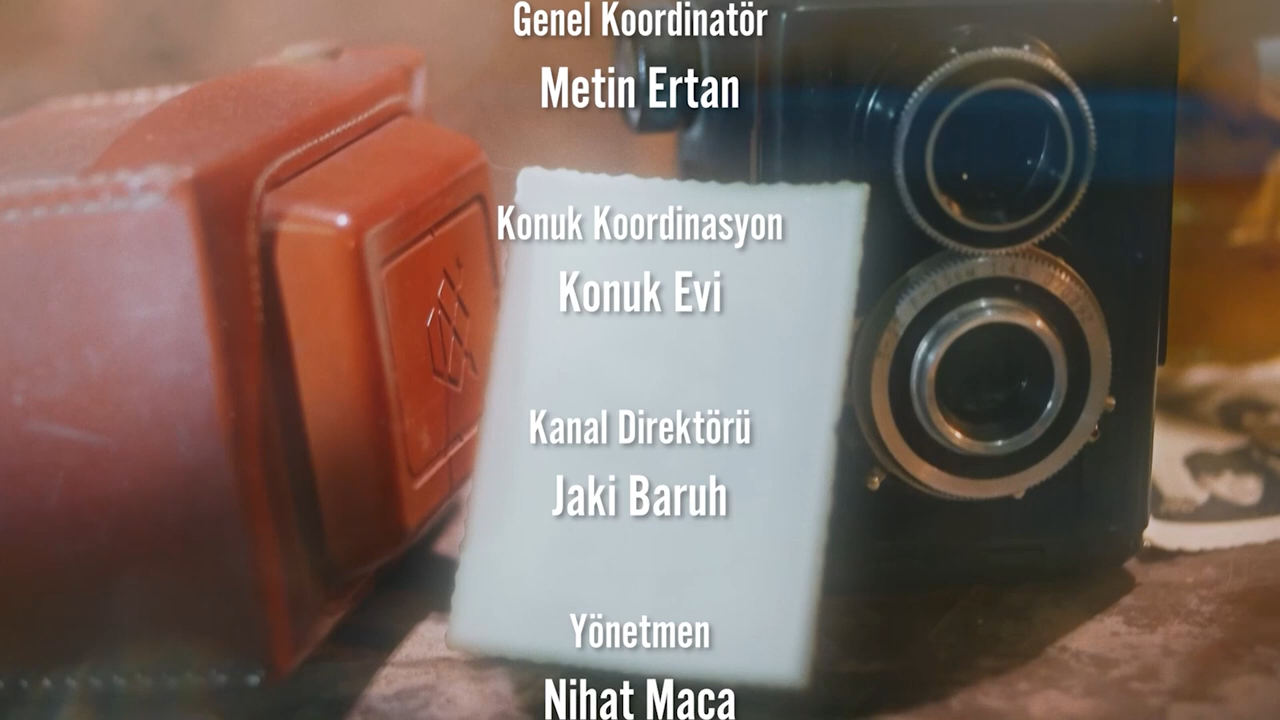 Genel Koordinatör
Metin Ertan
Konuk Koordinasyon
Konuk Evi
Kanal Direktörü
Jaki Baruh
Yönetmen
Nihat Maca